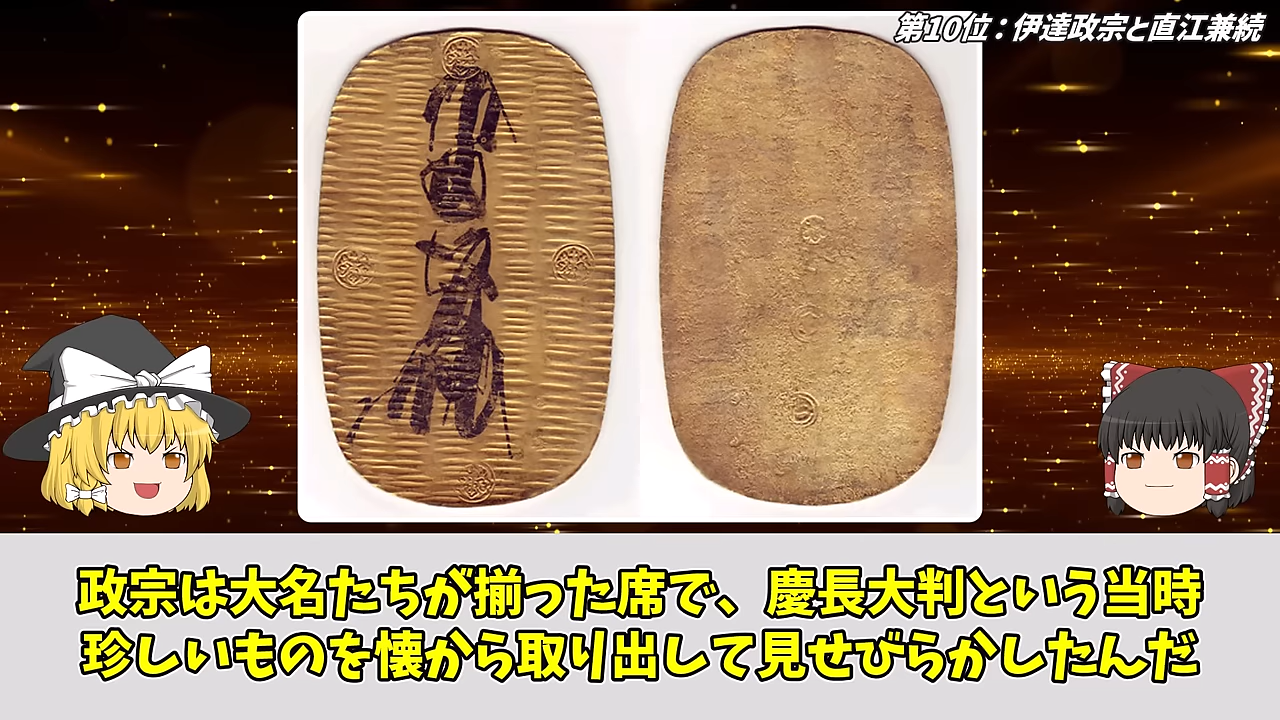 第10位：伊達政宗と直江兼続
政宗は大名たちが揃った席で、慶長大判という当時
珍しいものを懐から取り出して見せびらかしたんだ